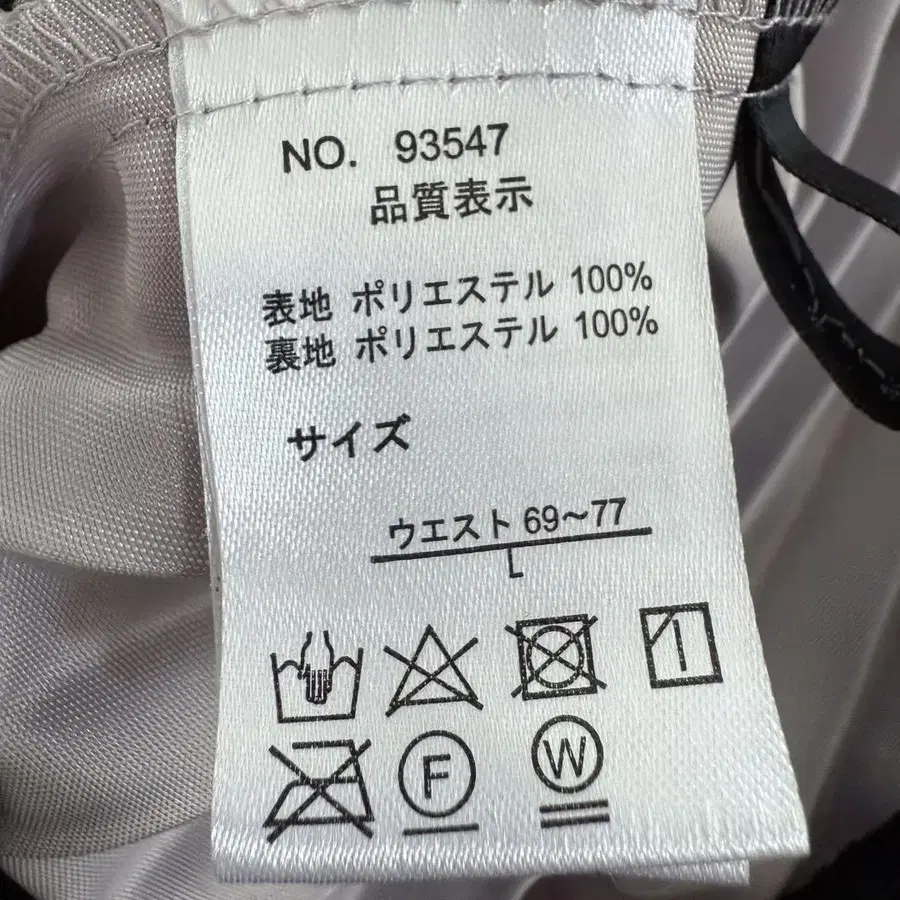 NO. 93547
品質表示
表地 ポリエステル 100%
裏地 ポリエステル 100%
サイズ
ウエスト 69～77
L
F
W